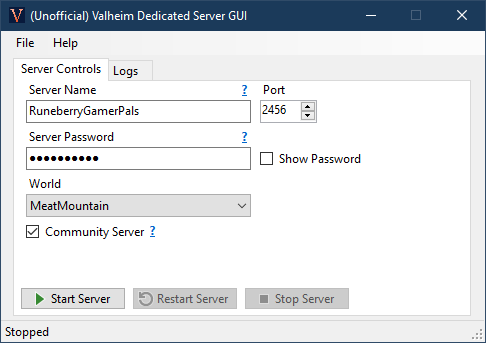 (Unofficial) Valheim Dedicated Server GUI
File Help
Server Controls Logs
Server Name ? Port
RuneberryGamerPals 2456
Server Password ?
●●●●●●●●●● Show Password
World
MeatMountain
Community Server ?
Start Server Restart Server Stop Server
Stopped